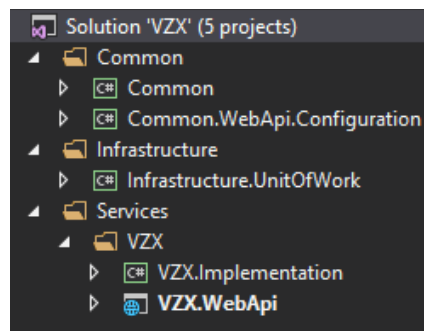 Solution 'VZX' (5 projects)
Common
C# Common
C# Common.WebApi.Configuration
Infrastructure
C# Infrastructure.UnitOfWork
Services
VZX
C# VZX.Implementation
VZX.WebApi